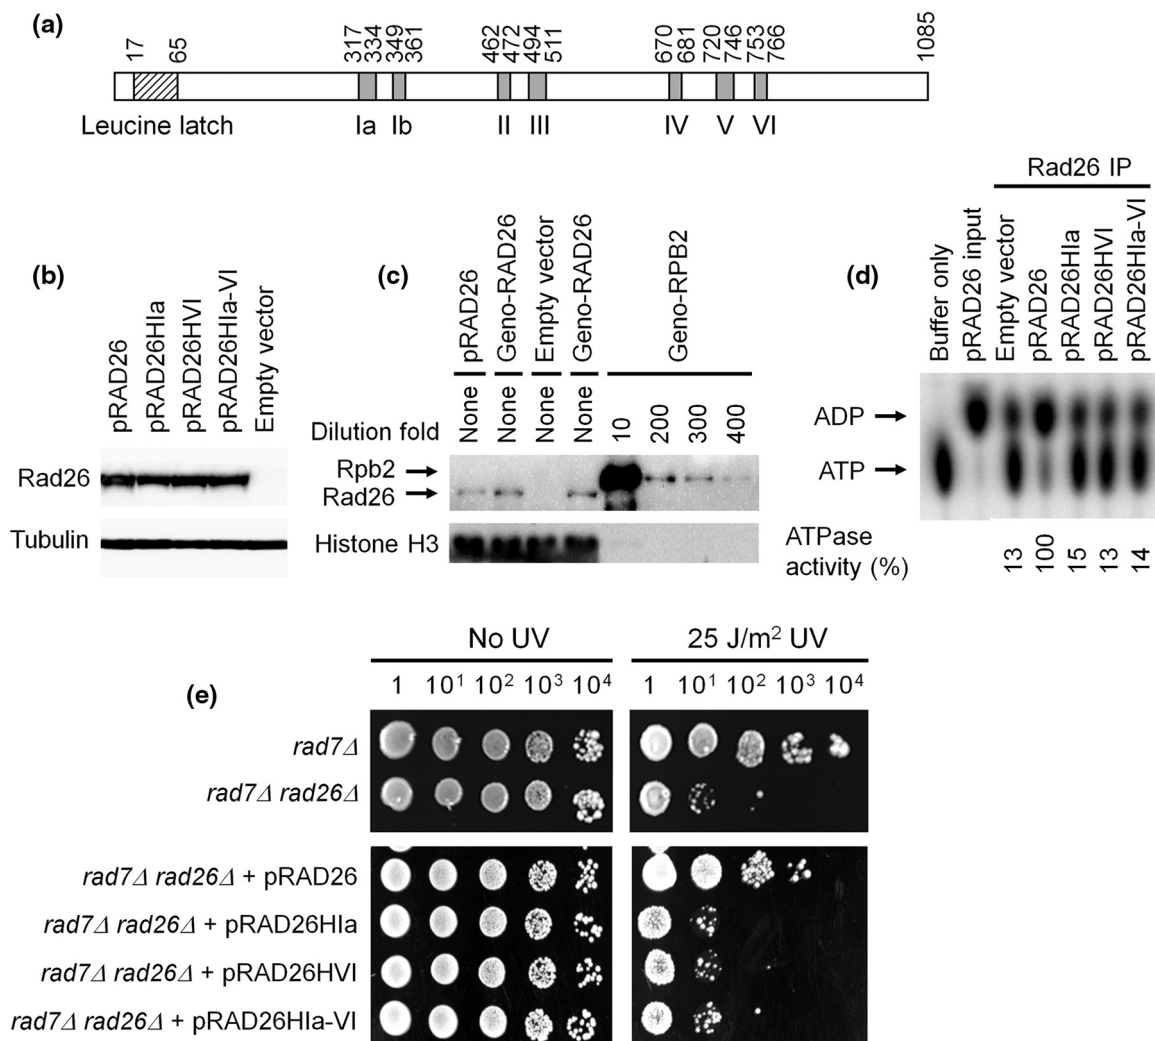 (a)
17 65 317 334 349 361 462 472 494 511 670 681 720 746 753 766 1085
Leucine latch Ia Ib II III IV V VI
(b)
pRAD26
pRAD26HIa
pRAD26HVI
pRAD26HIa-VI
Empty vector
Rad26
Tubulin
(c)
pRAD26
Geno-RAD26
Empty vector
Geno-RAD26
Geno-RPB2
Dilution fold None None None None 10 200 300 400
Rpb2
Rad26
Histone H3
(d)
Rad26 IP
Buffer only
pRAD26 input
Empty vector
pRAD26
pRAD26HIa
pRAD26HVI
pRAD26HIa-VI
ADP
ATP
ATPase
activity (%) 13 100 15 13 14
(e)
No UV 25 J/m² UV
1 10¹ 10² 10³ 10⁴ 1 10¹ 10² 10³ 10⁴
rad7Δ
rad7Δ rad26Δ
rad7Δ rad26Δ + pRAD26
rad7Δ rad26Δ + pRAD26HIa
rad7Δ rad26Δ + pRAD26HVI
rad7Δ rad26Δ + pRAD26HIa-VI